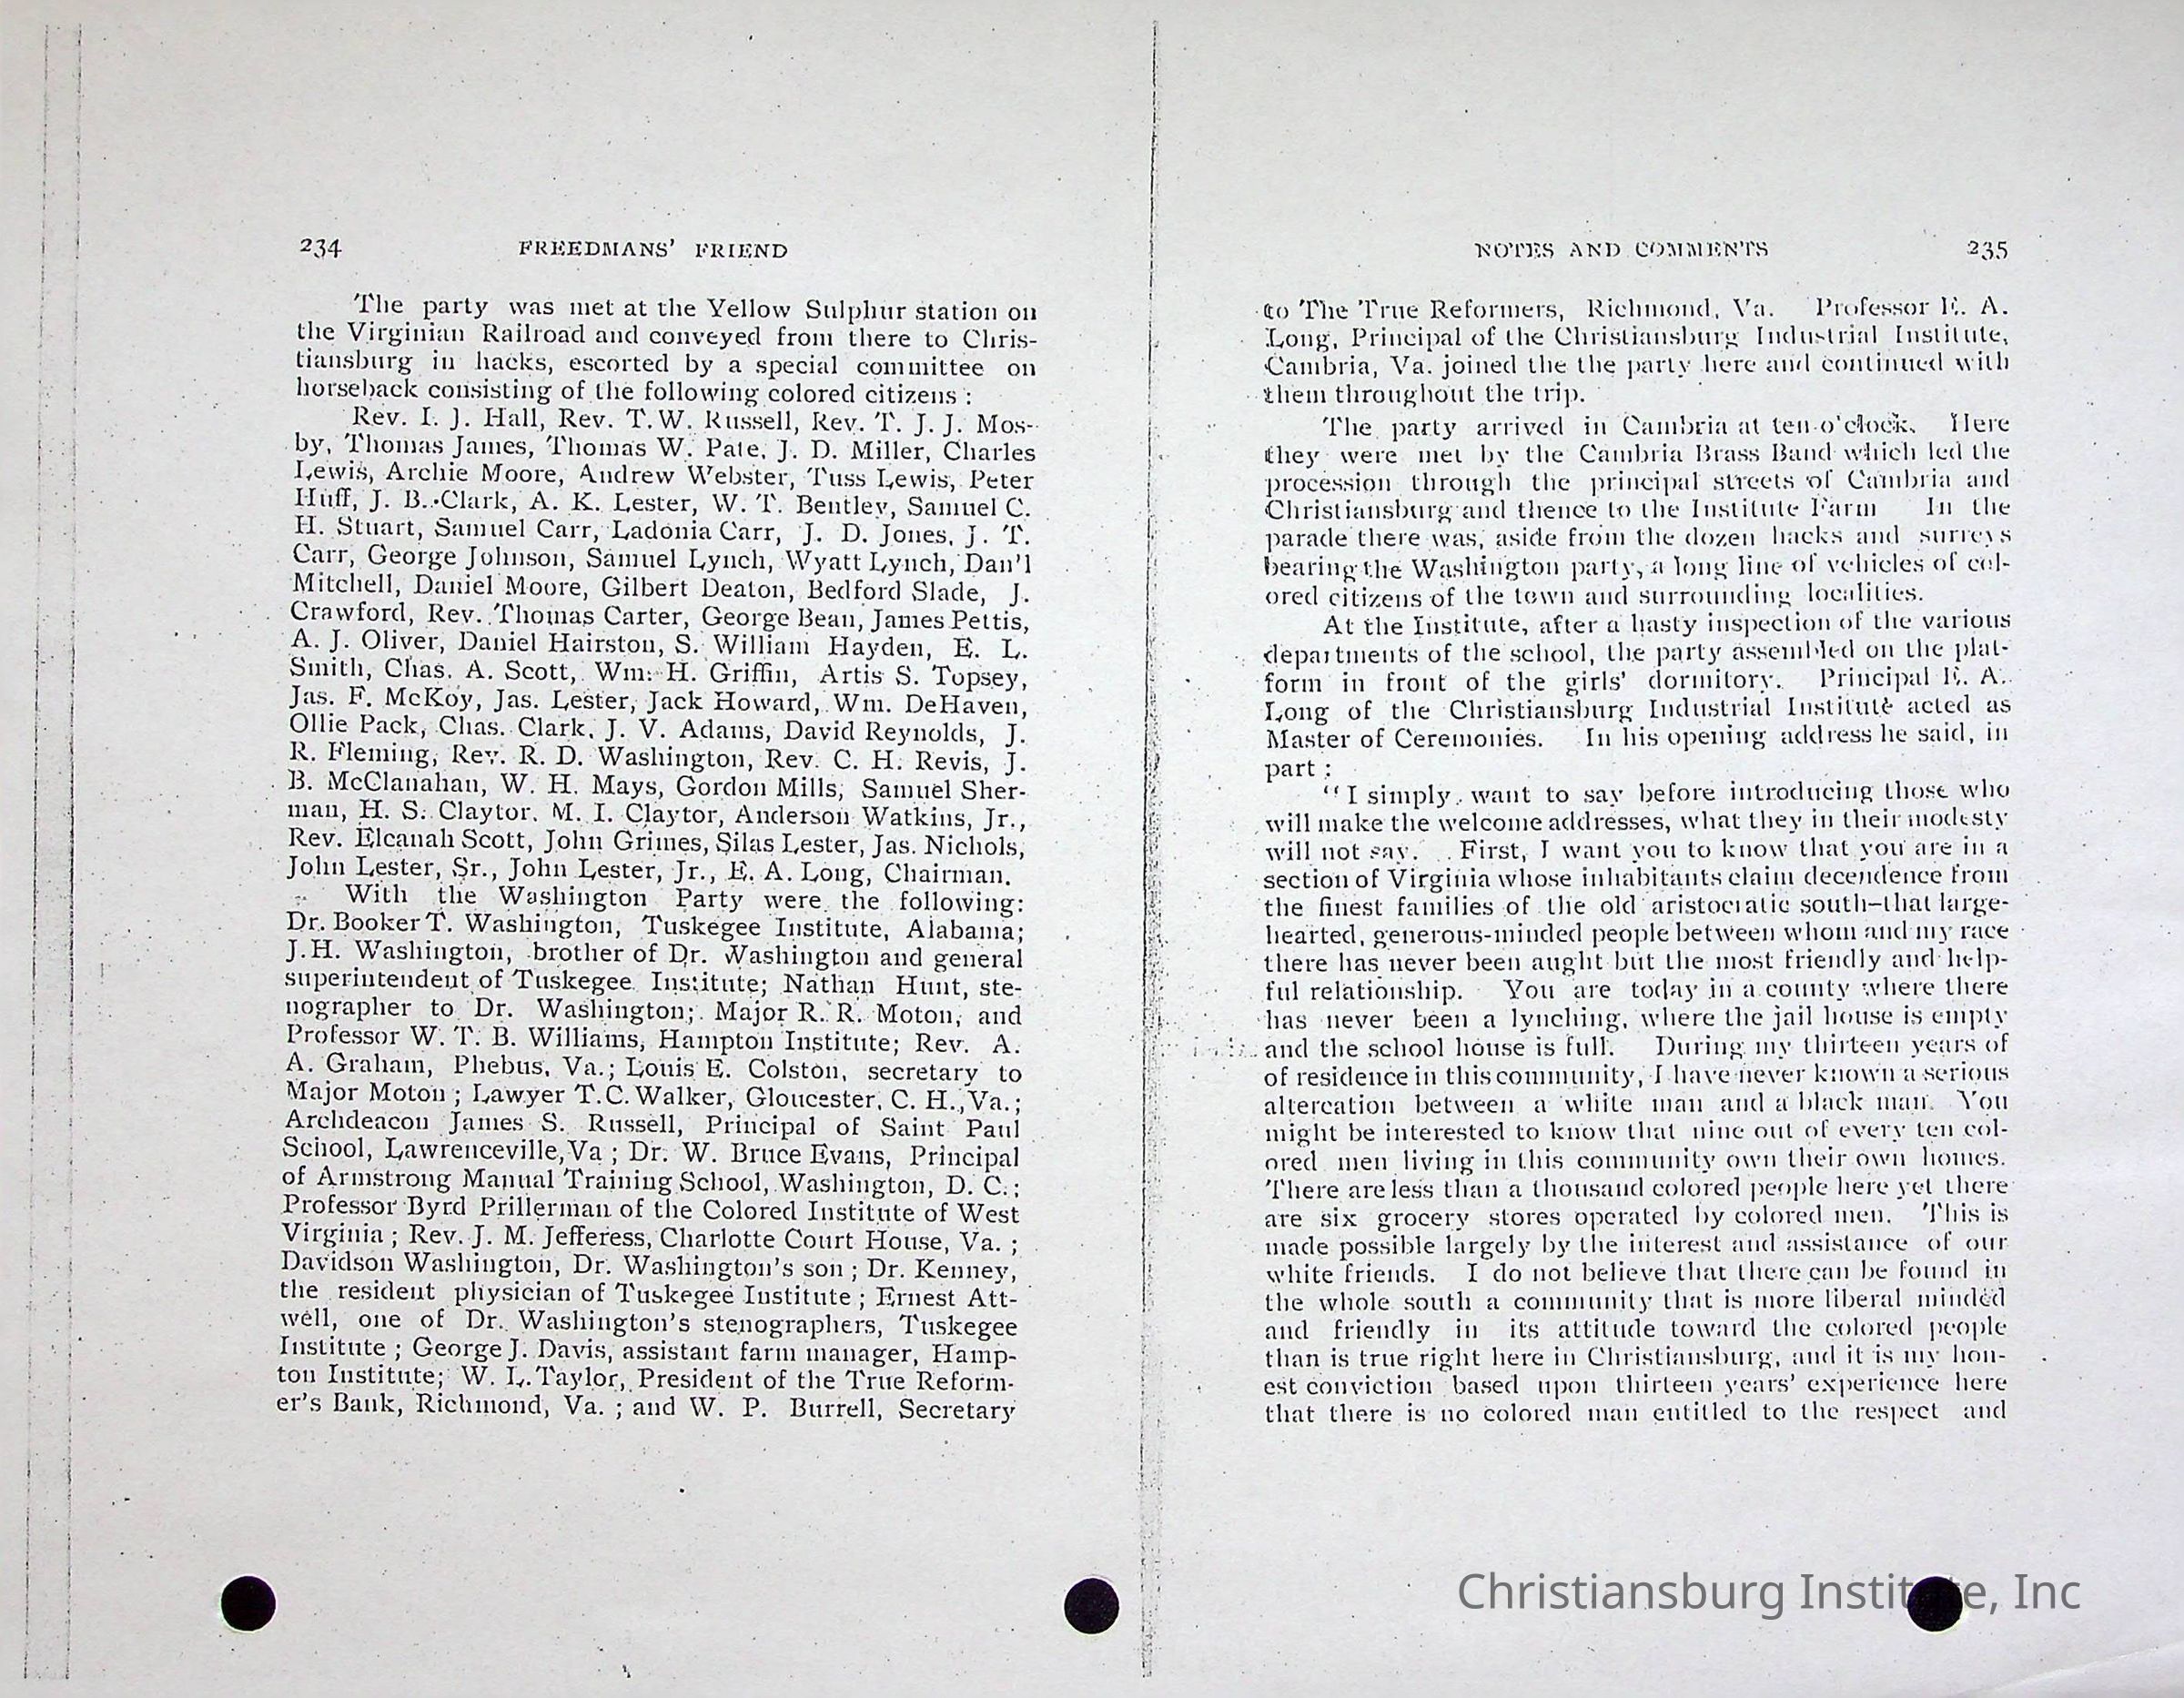 234 FREEDMANS' FRIEND
The party was met at the Yellow Sulphur station on
the Virginian Railroad and conveyed from there to Chris-
tiansburg in hacks, escorted by a special committee on
horseback consisting of the following colored citizens :
Rev. I. J. Hall, Rev. T. W. Russell, Rev. T. J. J. Mos-
by, Thomas James, Thomas W. Pate, J. D. Miller, Charles
Lewis, Archie Moore, Andrew Webster, Tuss Lewis, Peter
Huff, J. B. Clark, A. K. Lester, W. T. Bentley, Samuel C.
H. Stuart, Samuel Carr, Ladonia Carr, J. D. Jones, J. T.
Carr, George Johnson, Samuel Lynch, Wyatt Lynch, Dan'l
Mitchell, Daniel Moore, Gilbert Deaton, Bedford Slade, J.
Crawford, Rev. Thomas Carter, George Bean, James Pettis,
A. J. Oliver, Daniel Hairston, S. William Hayden, E. L.
Smith, Chas. A. Scott, Wm. H. Griffin, Artis S. Topsey,
Jas. F. McKoy, Jas. Lester, Jack Howard, Wm. DeHaven,
Ollie Pack, Chas. Clark, J. V. Adams, David Reynolds, J.
R. Fleming, Rev. R. D. Washington, Rev. C. H. Revis, J.
B. McClanahan, W. H. Mays, Gordon Mills, Samuel Sher-
man, H. S. Claytor, M. I. Claytor, Anderson Watkins, Jr.,
Rev. Elcanah Scott, John Grimes, Silas Lester, Jas. Nichols,
John Lester, Sr., John Lester, Jr., E. A. Long, Chairman.
With the Washington Party were the following:
Dr. Booker T. Washington, Tuskegee Institute, Alabama;
J. H. Washington, brother of Dr. Washington and general
superintendent of Tuskegee Institute; Nathan Hunt, ste-
nographer to Dr. Washington; Major R. R. Moton, and
Professor W. T. B. Williams, Hampton Institute; Rev. A.
A. Graham, Phebus, Va.; Louis E. Colston, secretary to
Major Moton ; Lawyer T. C. Walker, Gloucester, C. H., Va.;
Archdeacon James S. Russell, Principal of Saint Paul
School, Lawrenceville, Va ; Dr. W. Bruce Evans, Principal
of Armstrong Manual Training School, Washington, D. C.;
Professor Byrd Prillerman of the Colored Institute of West
Virginia ; Rev. J. M. Jefferess, Charlotte Court House, Va. ;
Davidson Washington, Dr. Washington's son ; Dr. Kenney,
the resident physician of Tuskegee Institute ; Ernest Att-
well, one of Dr. Washington's stenographers, Tuskegee
Institute ; George J. Davis, assistant farm manager, Hamp-
ton Institute; W. L. Taylor, President of the True Reform-
er's Bank, Richmond, Va. ; and W. P. Burrell, Secretary
NOTES AND COMMENTS 235
to The True Reformers, Richmond, Va. Professor E. A.
Long, Principal of the Christiansburg Industrial Institute,
Cambria, Va. joined the the party here and continued with
them throughout the trip.
The party arrived in Cambria at ten o'clock. Here
they were met by the Cambria Brass Band which led the
procession through the principal streets of Cambria and
Christiansburg and thence to the Institute Farm In the
parade there was, aside from the dozen hacks and surreys
bearing the Washington party, a long line of vehicles of col-
ored citizens of the town and surrounding localities.
At the Institute, after a hasty inspection of the various
departments of the school, the party assembled on the plat-
form in front of the girls' dormitory. Principal E. A.
Long of the Christiansburg Industrial Institute acted as
Master of Ceremonies. In his opening address he said, in
part :
"I simply want to say before introducing those who
will make the welcome addresses, what they in their modesty
will not say. First, I want you to know that you are in a
section of Virginia whose inhabitants claim decendence from
the finest families of the old aristociatic south—that large-
hearted, generous-minded people between whom and my race
there has never been aught but the most friendly and help-
ful relationship. You are today in a county where there
has never been a lynching, where the jail house is empty
and the school house is full. During my thirteen years of
of residence in this community, I have never known a serious
altercation between a white man and a black man. You
might be interested to know that nine out of every ten col-
ored men living in this community own their own homes.
There are less than a thousand colored people here yet there
are six grocery stores operated by colored men. This is
made possible largely by the interest and assistance of our
white friends. I do not believe that there can be found in
the whole south a community that is more liberal minded
and friendly in its attitude toward the colored people
than is true right here in Christiansburg, and it is my hon-
est conviction based upon thirteen years' experience here
that there is no colored man entitled to the respect and
Christiansburg Institute, Inc